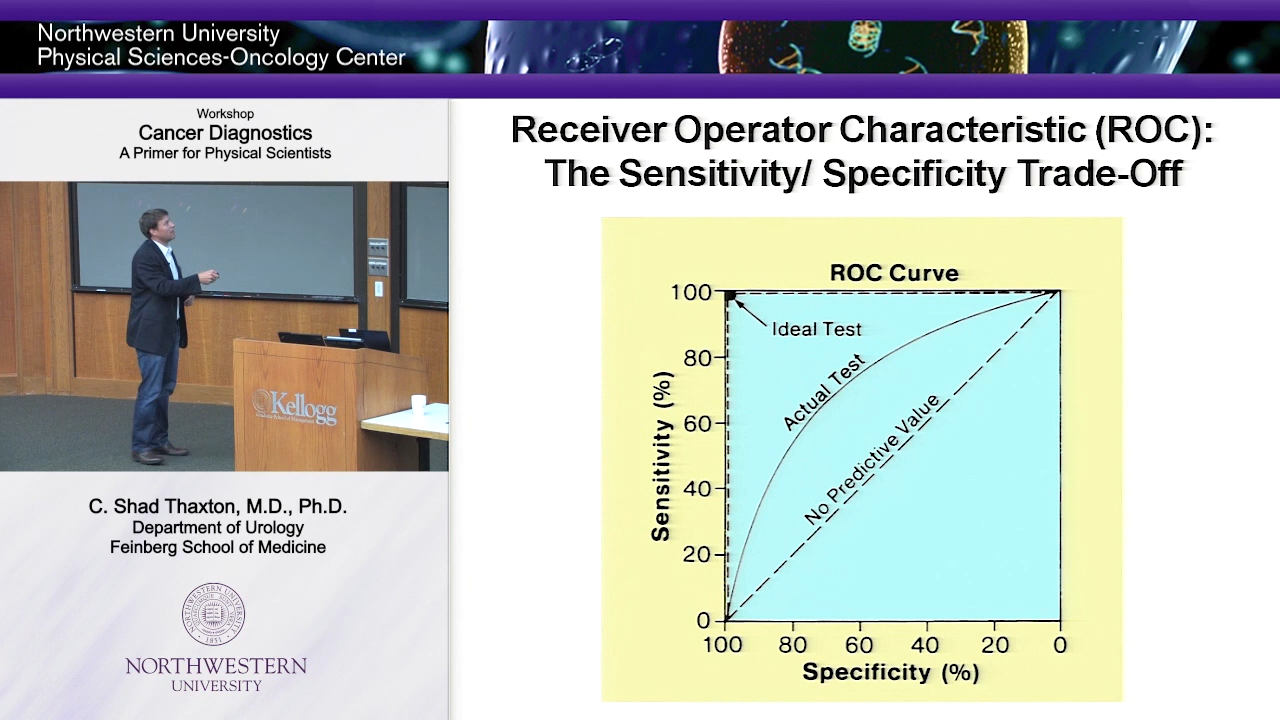 Northwestern University
Physical Sciences-Oncology Center
Workshop
Cancer Diagnostics
A Primer for Physical Scientists
Kellogg
C. Shad Thaxton, M.D., Ph.D.
Department of Urology
Feinberg School of Medicine
NORTHWESTERN UNIVERSITY
1851
NORTHWESTERN
UNIVERSITY
Receiver Operator Characteristic (ROC):
The Sensitivity/ Specificity Trade-Off
ROC Curve
100
80
60
40
20
0
Sensitivity (%)
Ideal Test
Actual Test
No Predictive Value
100 80 60 40 20 0
Specificity (%)